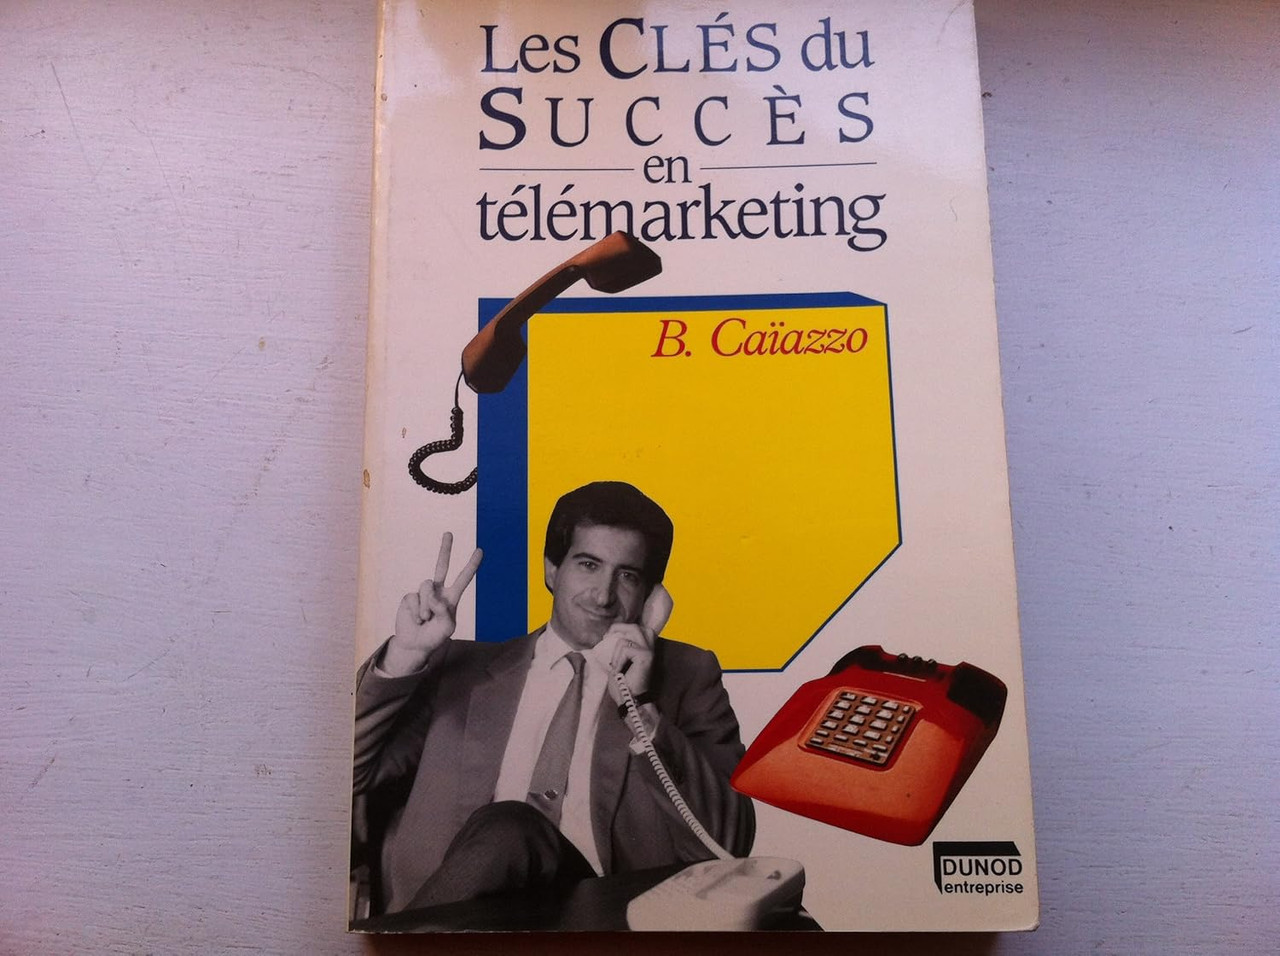 Les CLÉS du
SUCCÈS
en
télémarketing
B. Caïazzo
DUNOD
entreprise